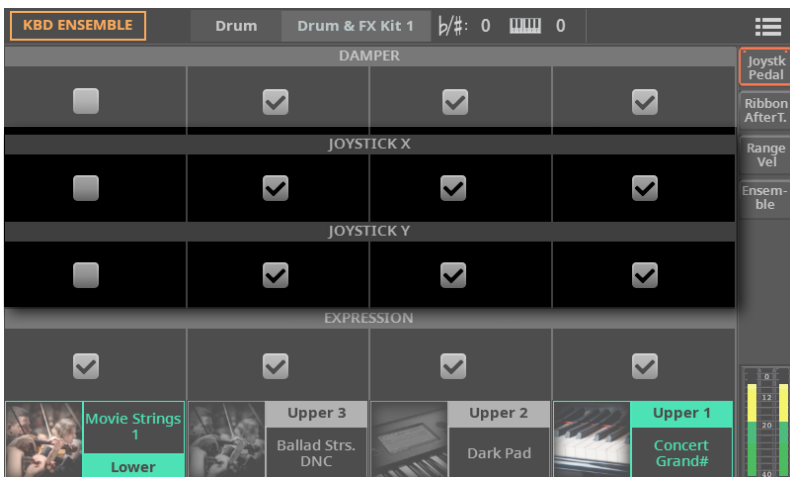 KBD ENSEMBLE Drum Drum & FX Kit 1 ♭/#: 0 0
DAMPER
JOYSTICK X
JOYSTICK Y
EXPRESSION
Movie Strings
1
Lower
Upper 3
Ballad Strs.
DNC
Upper 2
Dark Pad
Upper 1
Concert
Grand#
Joystk
Pedal
Ribbon
AfterT.
Range
Vel
Ensem-
ble
0
12
20
40